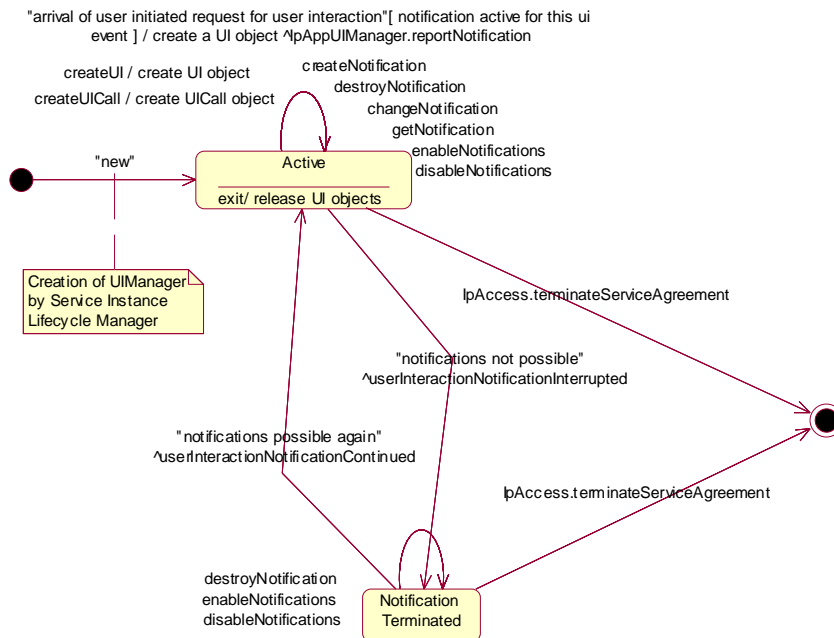 "arrival of user initiated request for user interaction"[ notification active for this ui
event ] / create a UI object ^IpAppUIManager.reportNotification
createUI / create UI object
createUICall / create UICall object
createNotification
destroyNotification
changeNotification
getNotification
enableNotifications
disableNotifications
"new"
Active
exit/ release UI objects
Creation of UIManager
by Service Instance
Lifecycle Manager
IpAccess.terminateServiceAgreement
"notifications not possible"
^userInteractionNotificationInterrupted
"notifications possible again"
^userInteractionNotificationContinued
IpAccess.terminateServiceAgreement
destroyNotification
enableNotifications
disableNotifications
Notification
Terminated